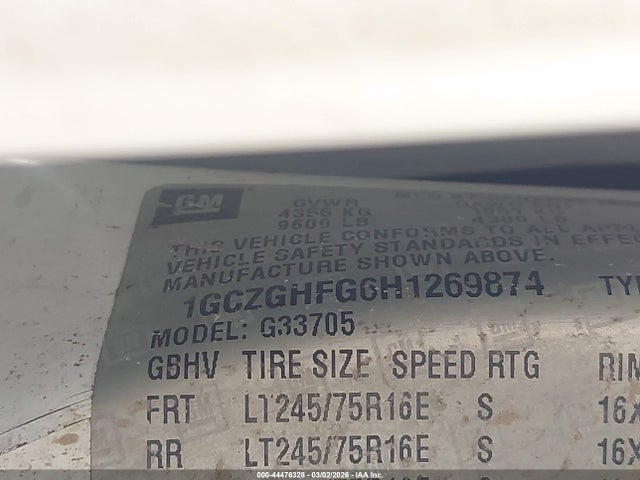 GM
GVWR
4355 KG
9600 LB
THIS VEHICLE CONFORMS TO ALL APPL
VEHICLE SAFETY STANDARDS IN EFFEC
MANUFACTURE SHOWN ABOVE.
1GCZGHFG6H1269874 TY
MODEL: G33705
GBHV TIRE SIZE SPEED RTG RIM
FRT LT245/75R16E S 16X
RR LT245/75R16E S 16X
000-44476328 - 03/02/2026 - IAA Inc.